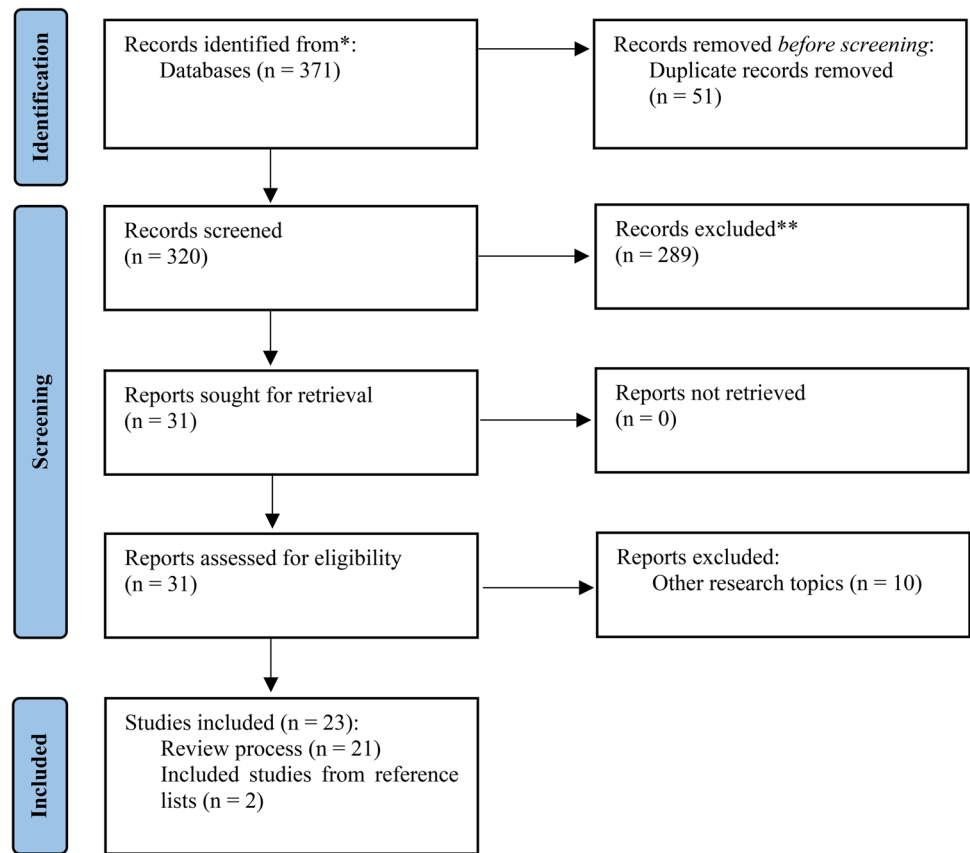 Identification
Records identified from*:
Databases (n = 371)
Records removed before screening:
Duplicate records removed
(n = 51)
Screening
Records screened
(n = 320)
Records excluded**
(n = 289)
Reports sought for retrieval
(n = 31)
Reports not retrieved
(n = 0)
Reports assessed for eligibility
(n = 31)
Reports excluded:
Other research topics (n = 10)
Included
Studies included (n = 23):
Review process (n = 21)
Included studies from reference
lists (n = 2)